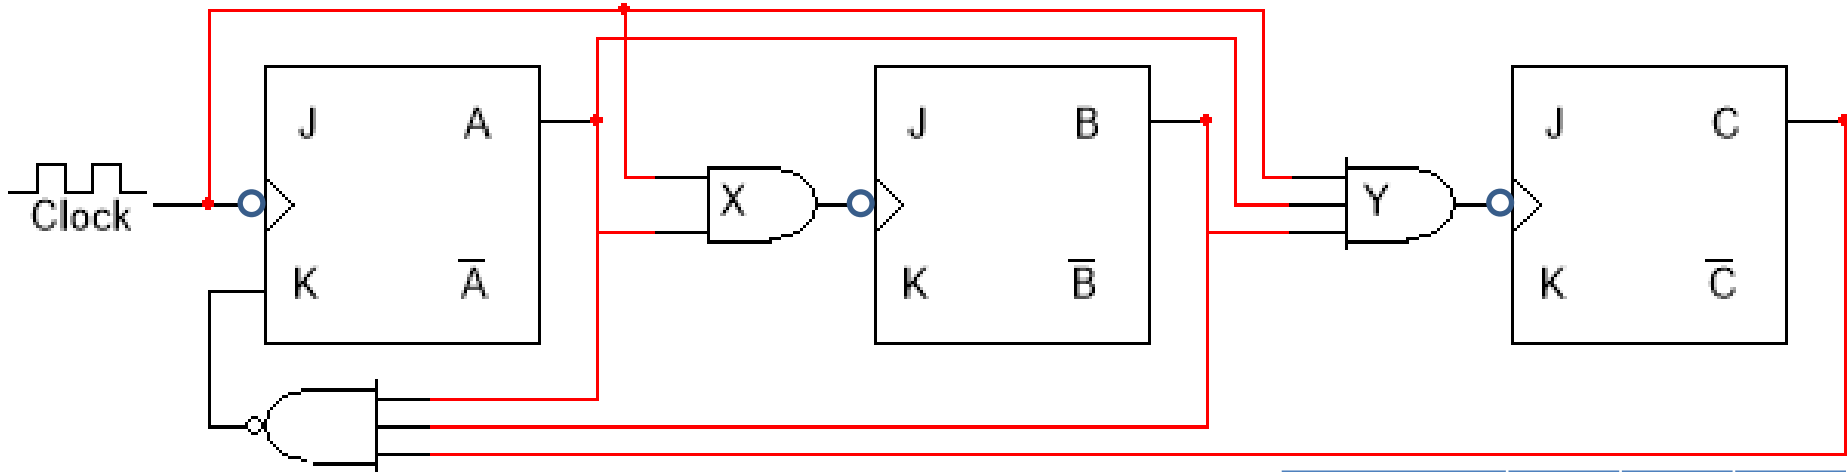 J A
J B
J C
Clock
X
Y
K A̅
K B̅
K C̅